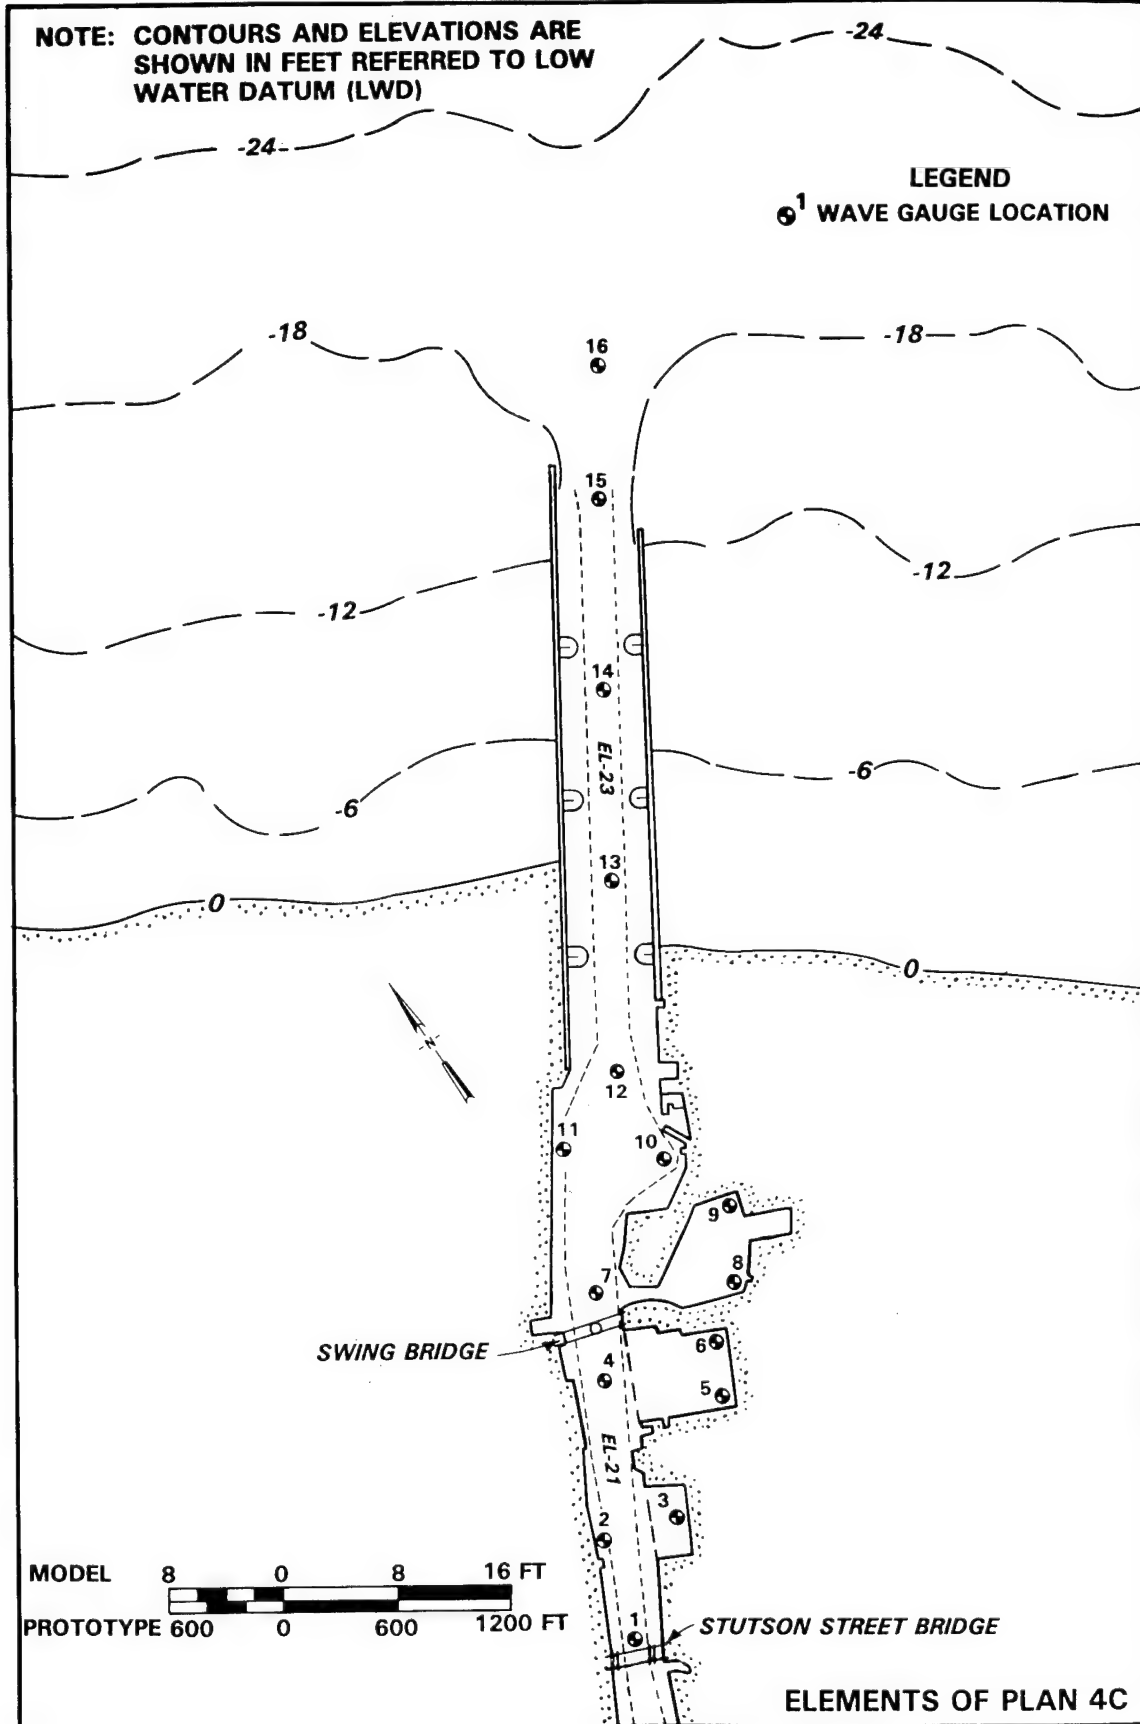 NOTE: CONTOURS AND ELEVATIONS ARE
SHOWN IN FEET REFERRED TO LOW
WATER DATUM (LWD)
-24
-24
LEGEND
1 WAVE GAUGE LOCATION
-18
-18
16
15
-12
-12
14
EL-23
-6
-6
13
0
0
N
12
11
10
9
8
7
SWING BRIDGE
6
4
5
EL-21
3
2
MODEL 8 0 8 16 FT
PROTOTYPE 600 0 600 1200 FT
1
STUTSON STREET BRIDGE
ELEMENTS OF PLAN 4C